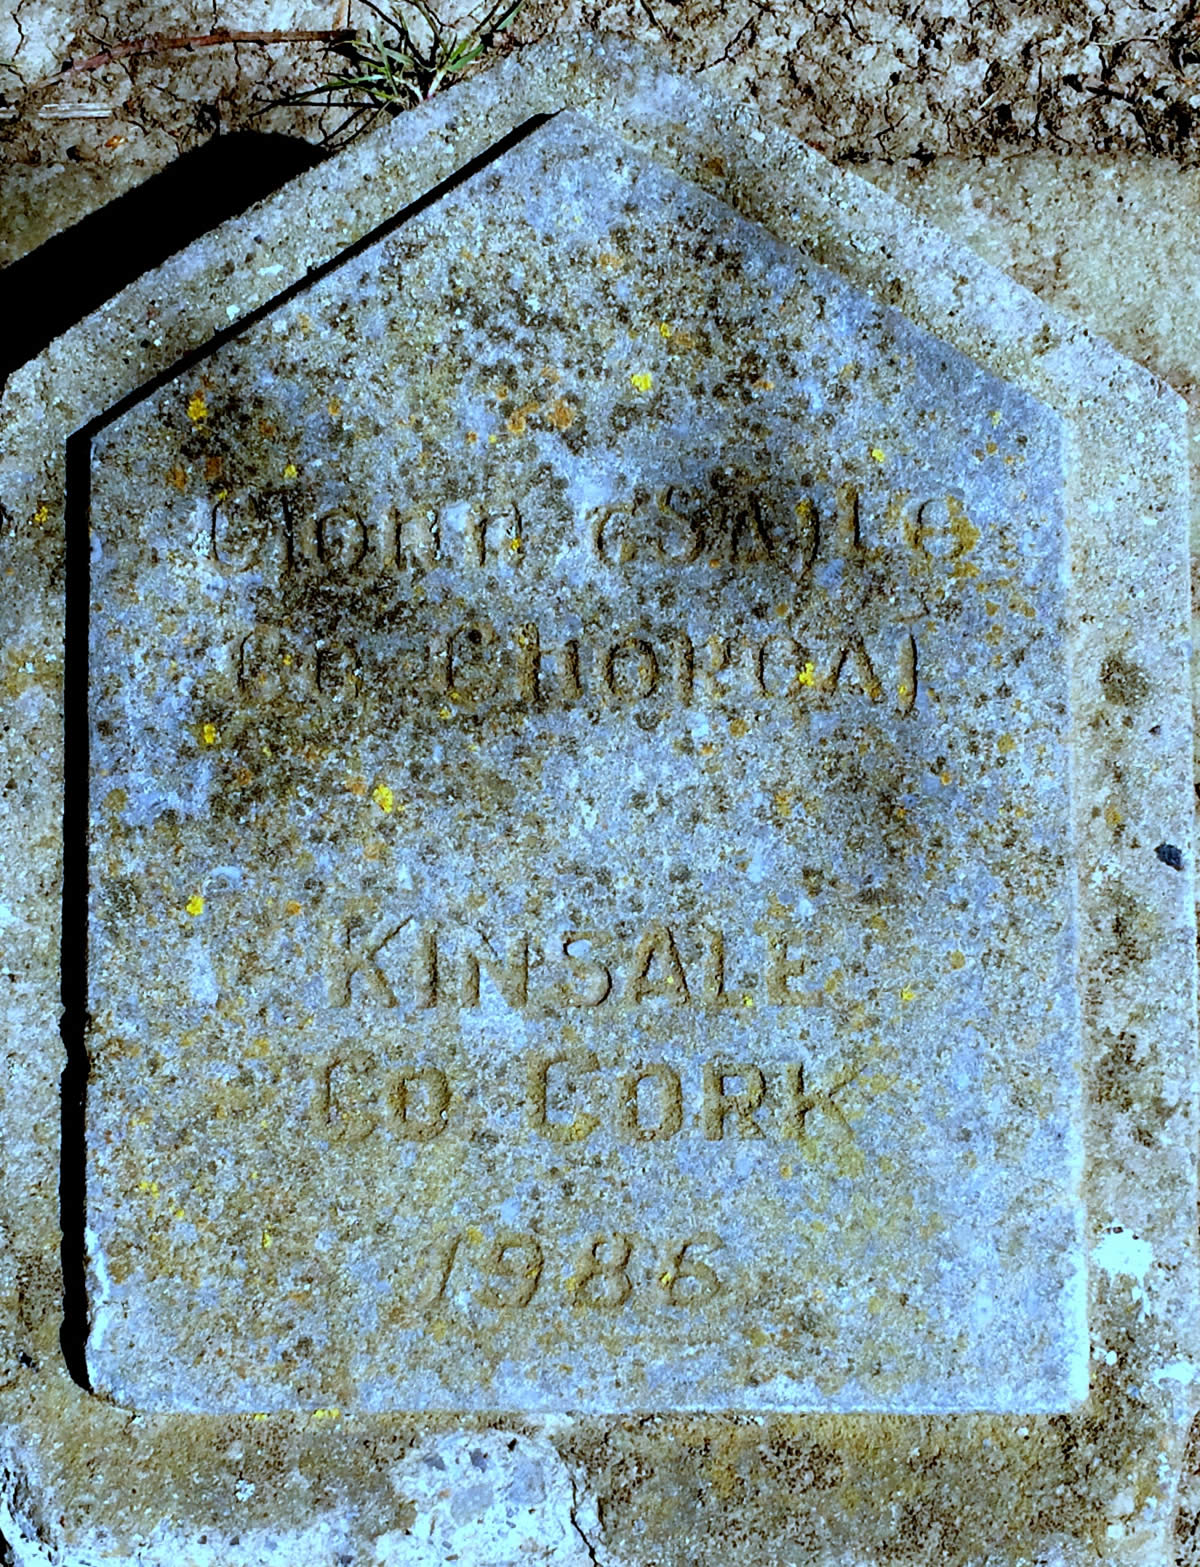 Cionn tSáile
Co. Chorcaí
KINSALE
CO CORK
1986